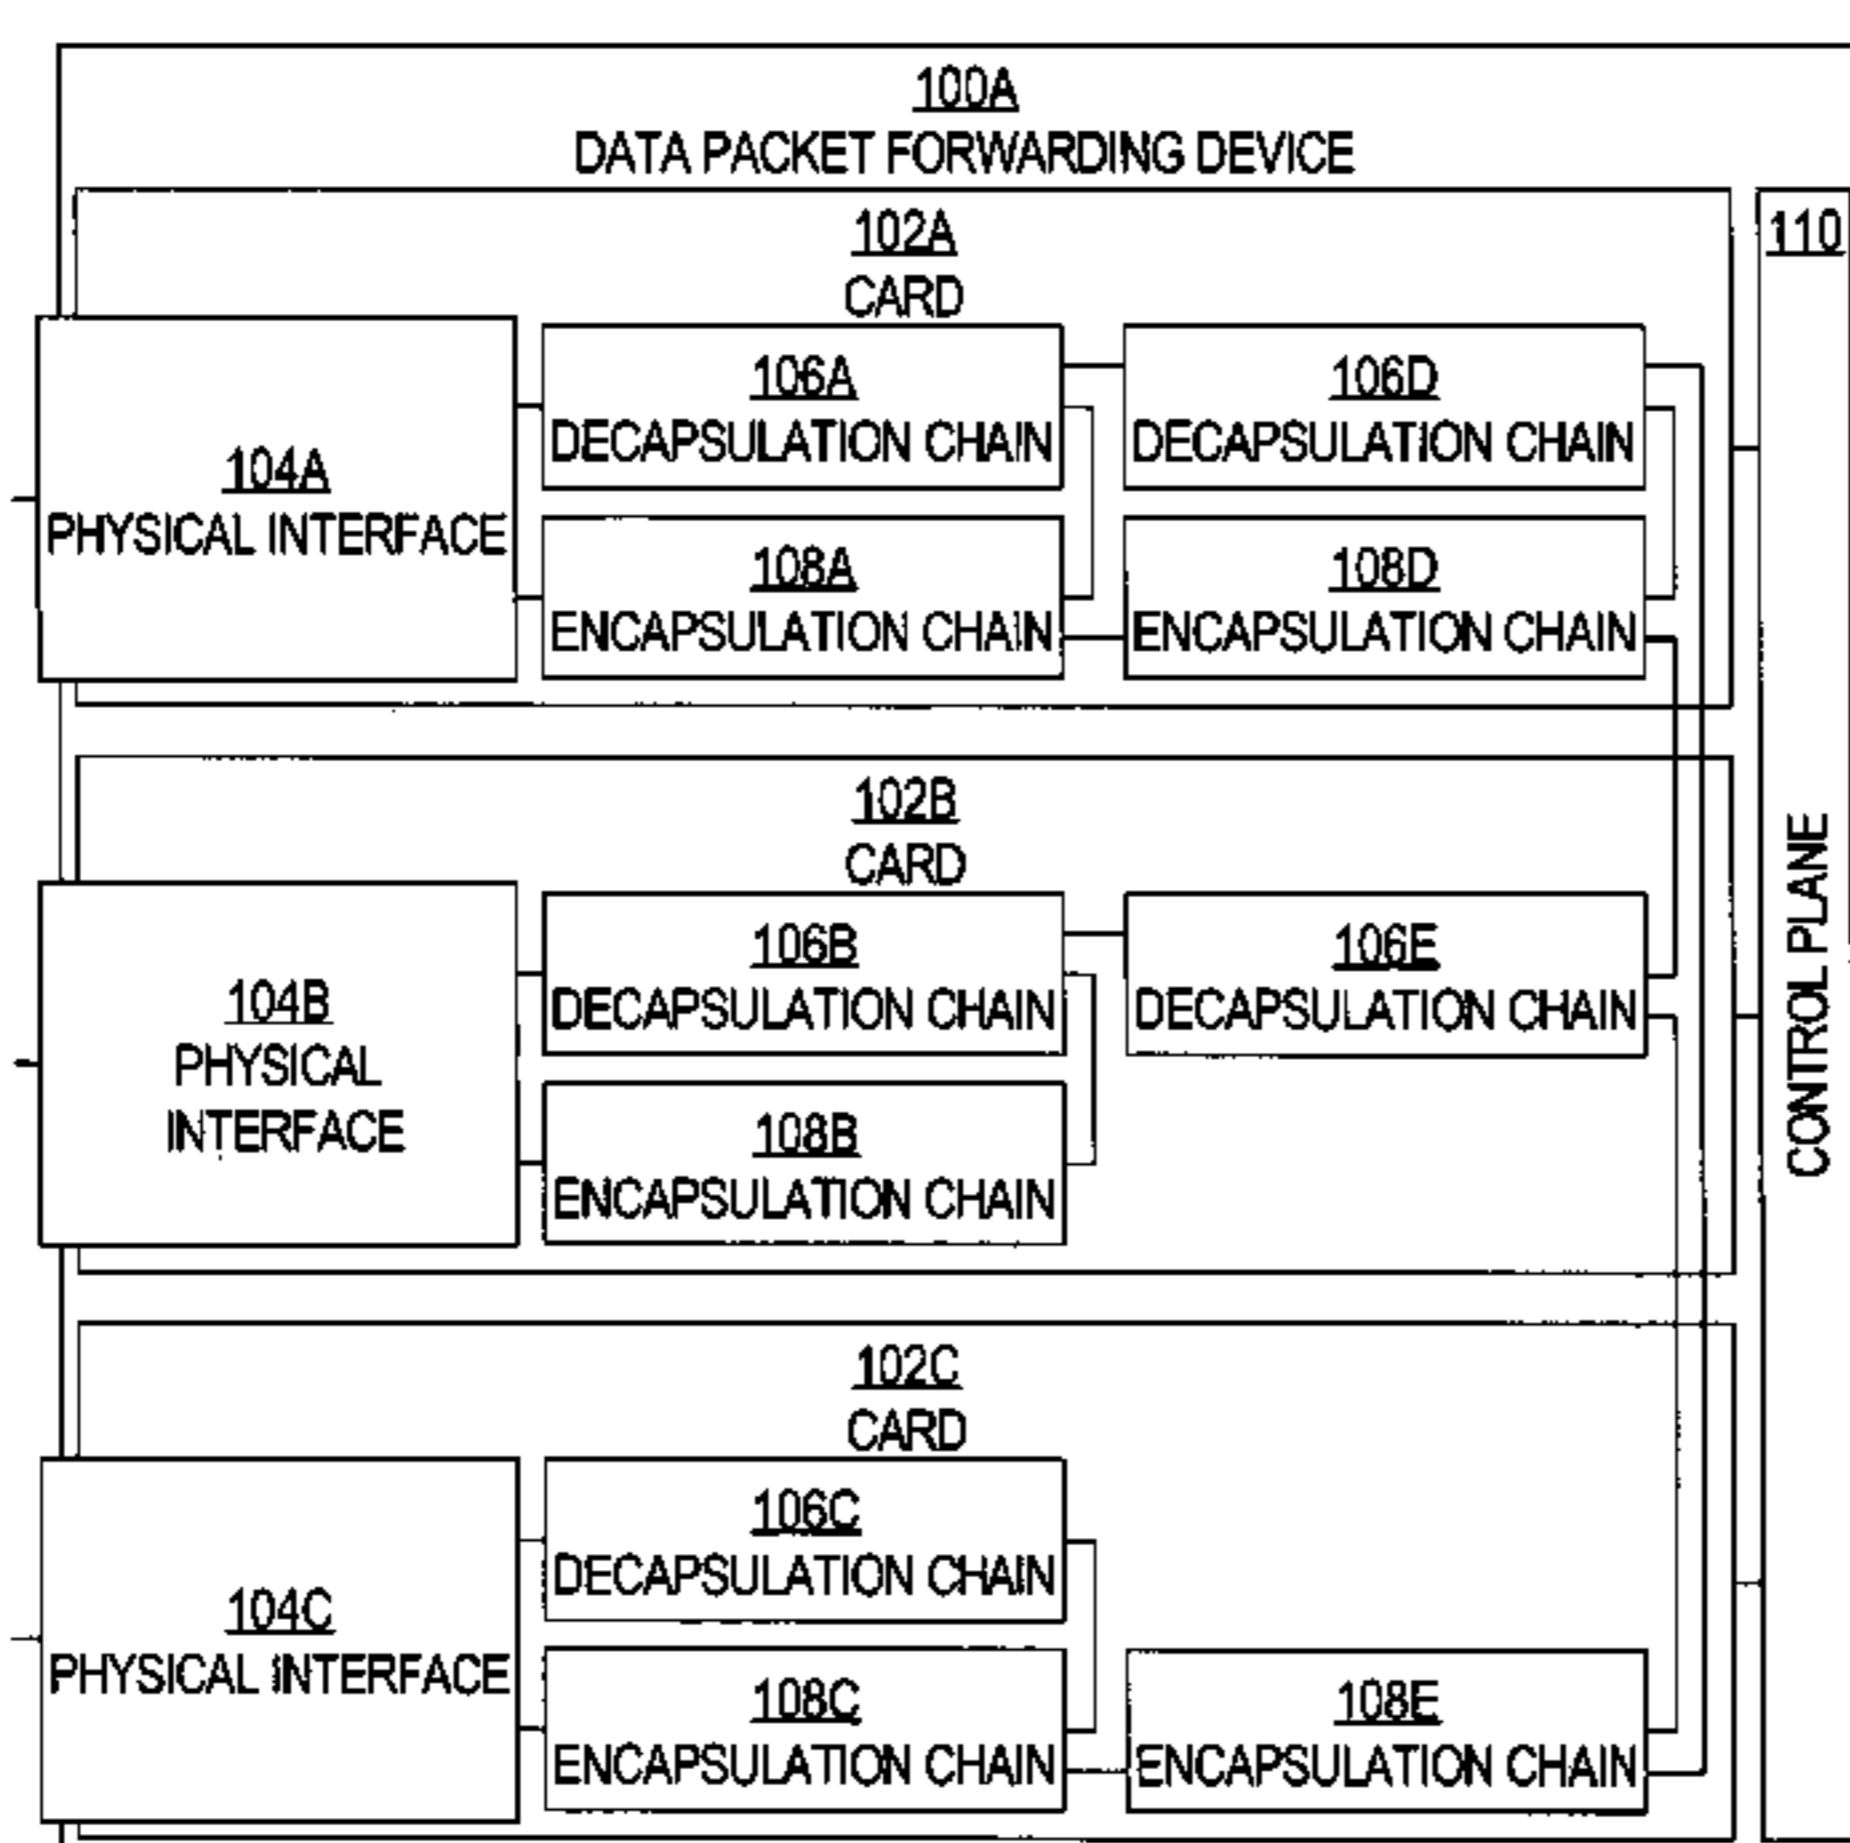 100A
DATA PACKET FORWARDING DEVICE
102A
CARD
110
104A
PHYSICAL INTERFACE
106A
DECAPSULATION CHAIN
106D
DECAPSULATION CHAIN
108A
ENCAPSULATION CHAIN
108D
ENCAPSULATION CHAIN
102B
CARD
104B
PHYSICAL
INTERFACE
106B
DECAPSULATION CHAIN
106E
DECAPSULATION CHAIN
108B
ENCAPSULATION CHAIN
CONTROL PLANE
102C
CARD
104C
PHYSICAL INTERFACE
106C
DECAPSULATION CHAIN
108C
ENCAPSULATION CHAIN
108E
ENCAPSULATION CHAIN